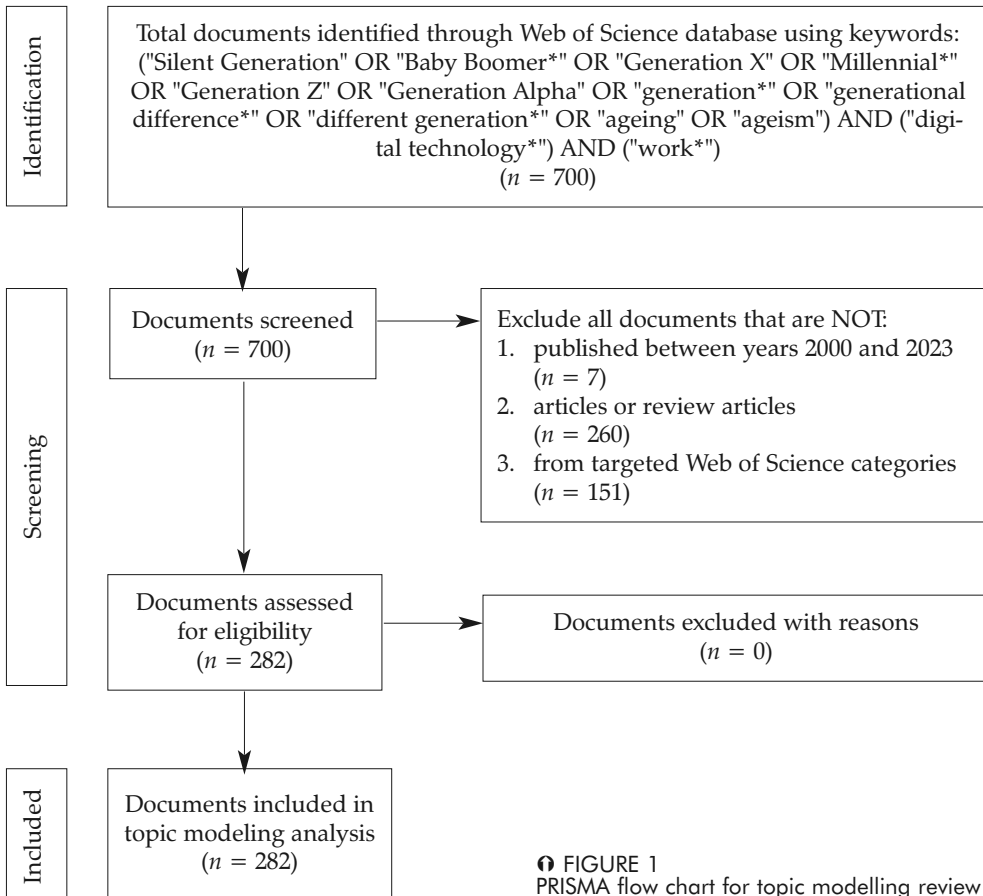 Identification
Total documents identified through Web of Science database using keywords:
("Silent Generation" OR "Baby Boomer*" OR "Generation X" OR "Millennial*"
OR "Generation Z" OR "Generation Alpha" OR "generation*" OR "generational
difference*" OR "different generation*" OR "ageing" OR "ageism") AND ("digi-
tal technology*") AND ("work*")
(n = 700)
Screening
Documents screened
(n = 700)
Exclude all documents that are NOT:
1. published between years 2000 and 2023
(n = 7)
2. articles or review articles
(n = 260)
3. from targeted Web of Science categories
(n = 151)
Documents assessed
for eligibility
(n = 282)
Documents excluded with reasons
(n = 0)
Included
Documents included in
topic modeling analysis
(n = 282)
FIGURE 1
PRISMA flow chart for topic modelling review